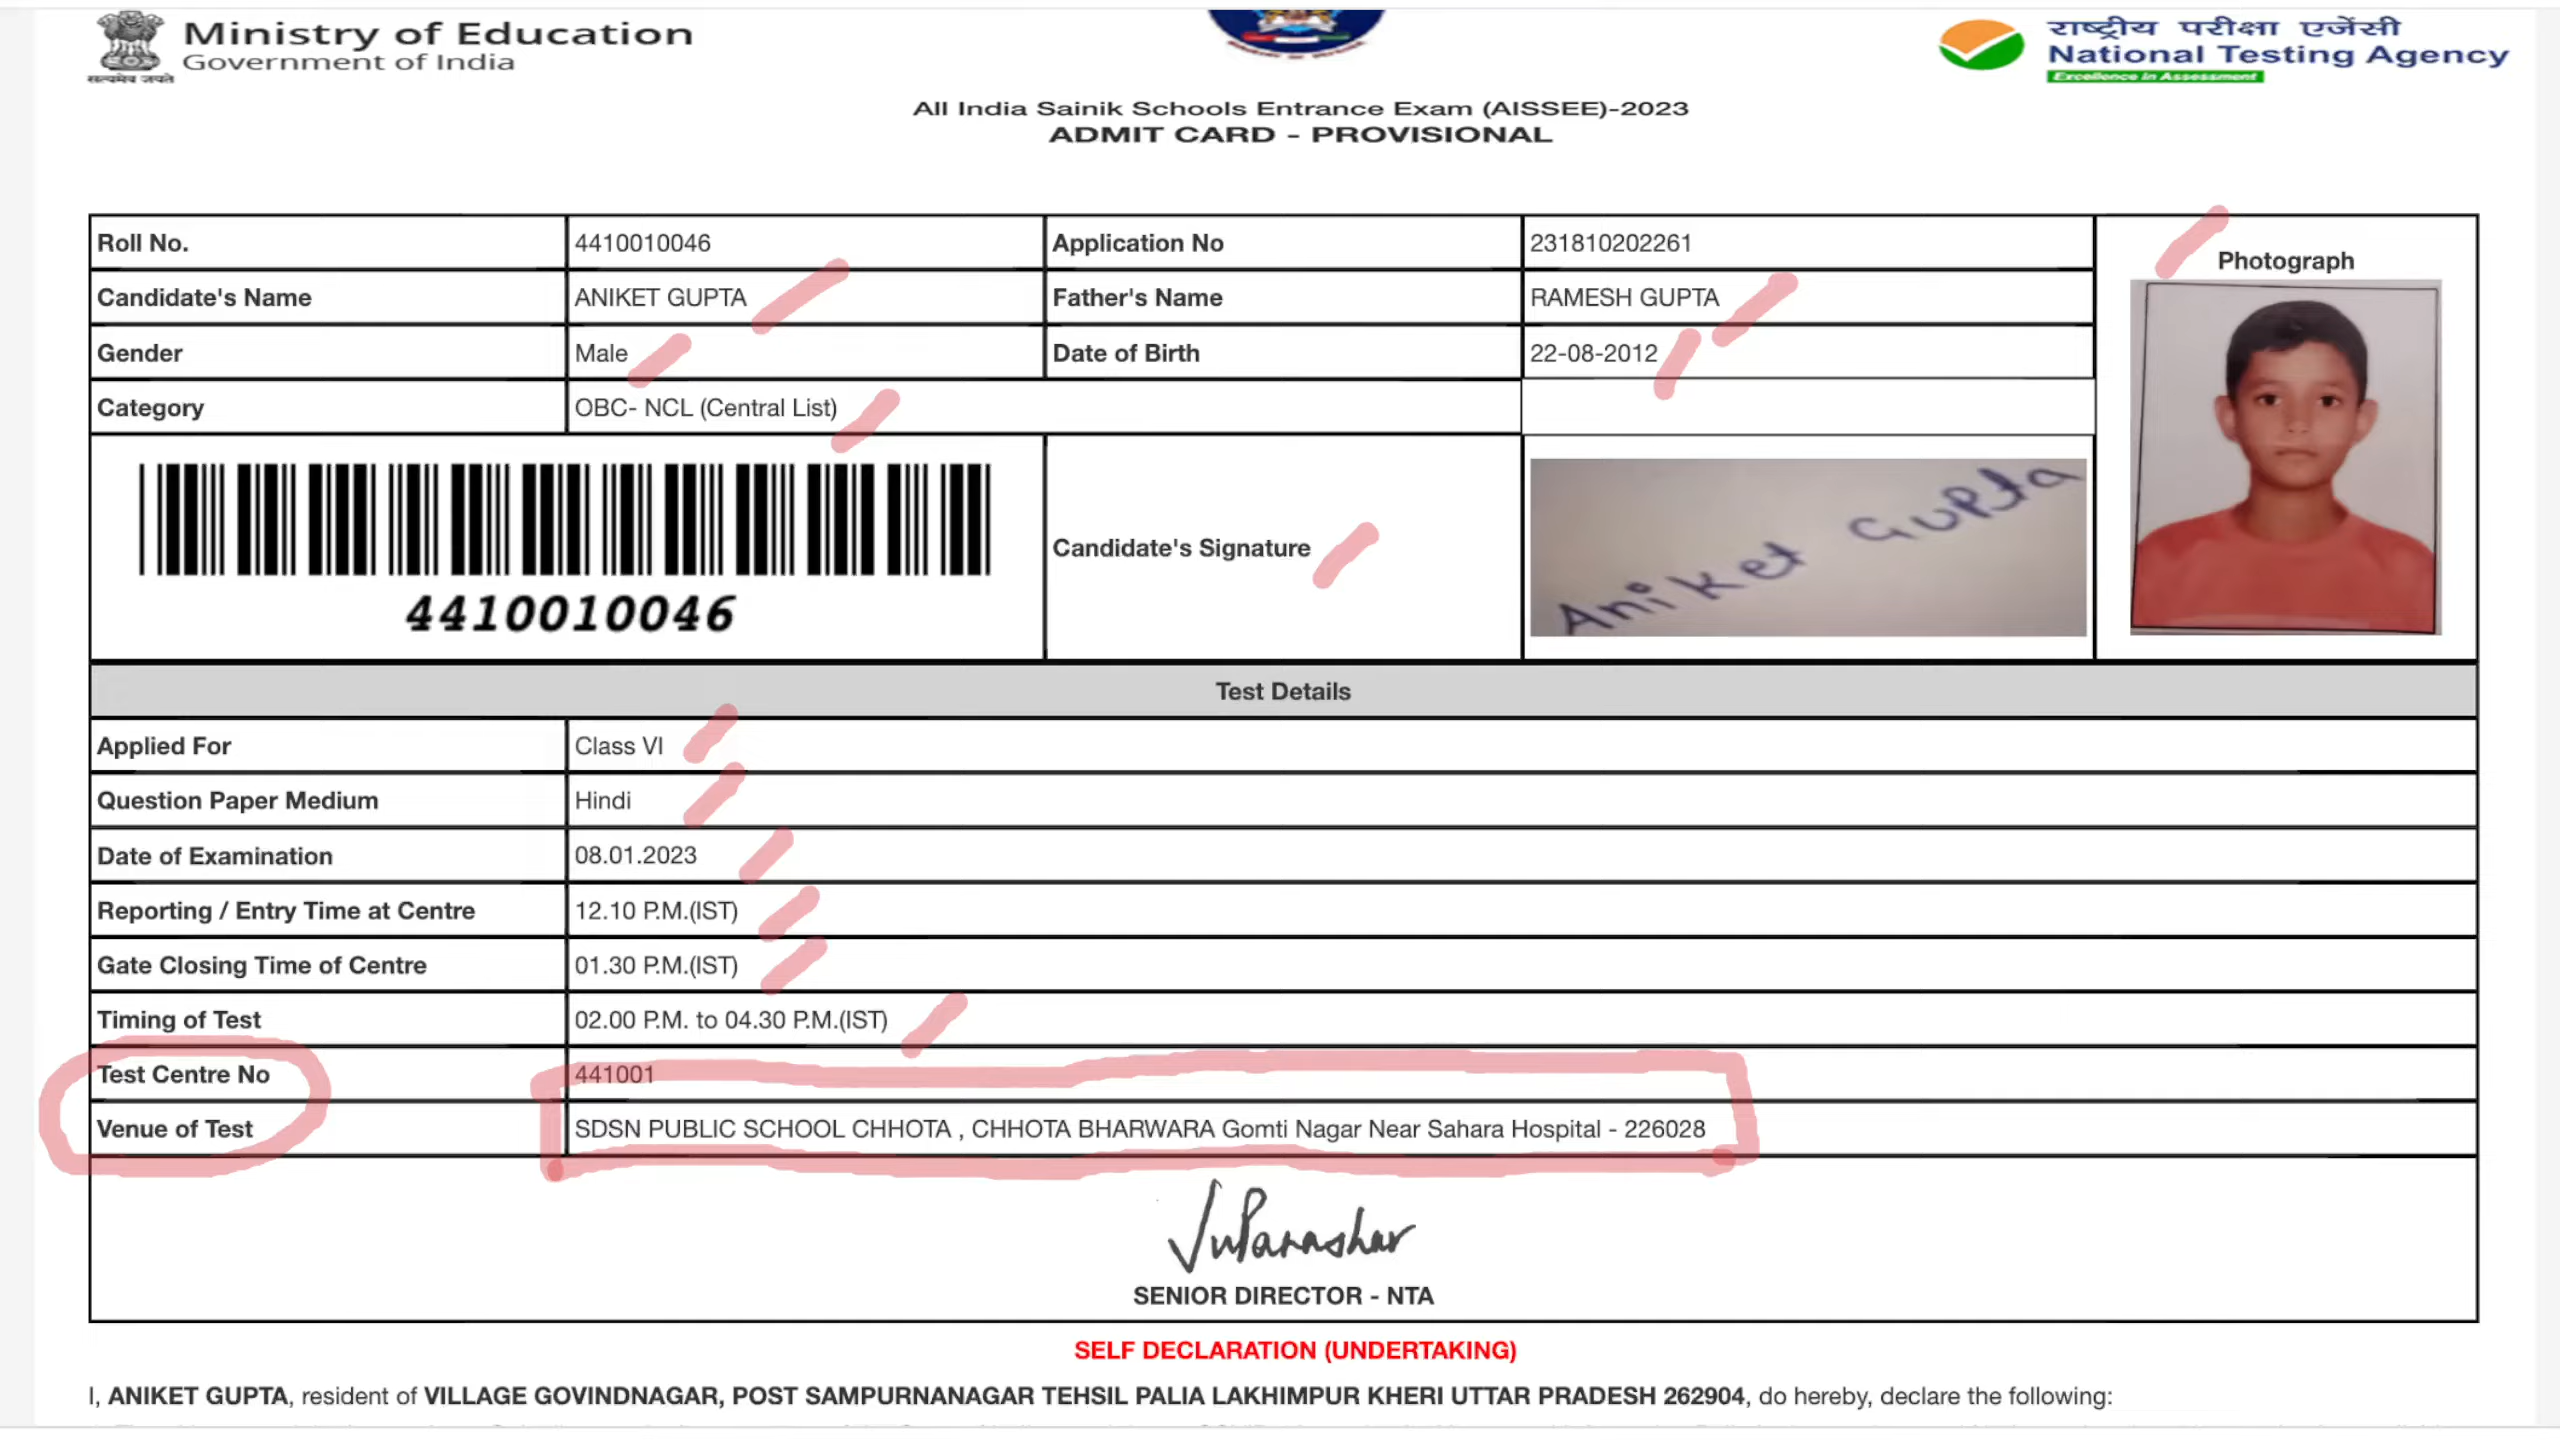 Ministry of Education
Government of India
सत्यमेव जयते
राष्ट्रीय परीक्षा एजेंसी
National Testing Agency
Excellence in Assessment
All India Sainik Schools Entrance Exam (AISSEE)-2023
ADMIT CARD - PROVISIONAL
Roll No. 4410010046 Application No 231810202261 Photograph
Candidate's Name ANIKET GUPTA Father's Name RAMESH GUPTA
Gender Male Date of Birth 22-08-2012
Category OBC- NCL (Central List)
4410010046 Candidate's Signature Aniket Gupta
Test Details
Applied For Class VI
Question Paper Medium Hindi
Date of Examination 08.01.2023
Reporting / Entry Time at Centre 12.10 P.M.(IST)
Gate Closing Time of Centre 01.30 P.M.(IST)
Timing of Test 02.00 P.M. to 04.30 P.M.(IST)
Test Centre No 441001
Venue of Test SDSN PUBLIC SCHOOL CHHOTA , CHHOTA BHARWARA Gomti Nagar Near Sahara Hospital - 226028
SENIOR DIRECTOR - NTA
SELF DECLARATION (UNDERTAKING)
I, ANIKET GUPTA, resident of VILLAGE GOVINDNAGAR, POST SAMPURNANAGAR TEHSIL PALIA LAKHIMPUR KHERI UTTAR PRADESH 262904, do hereby, declare the following: